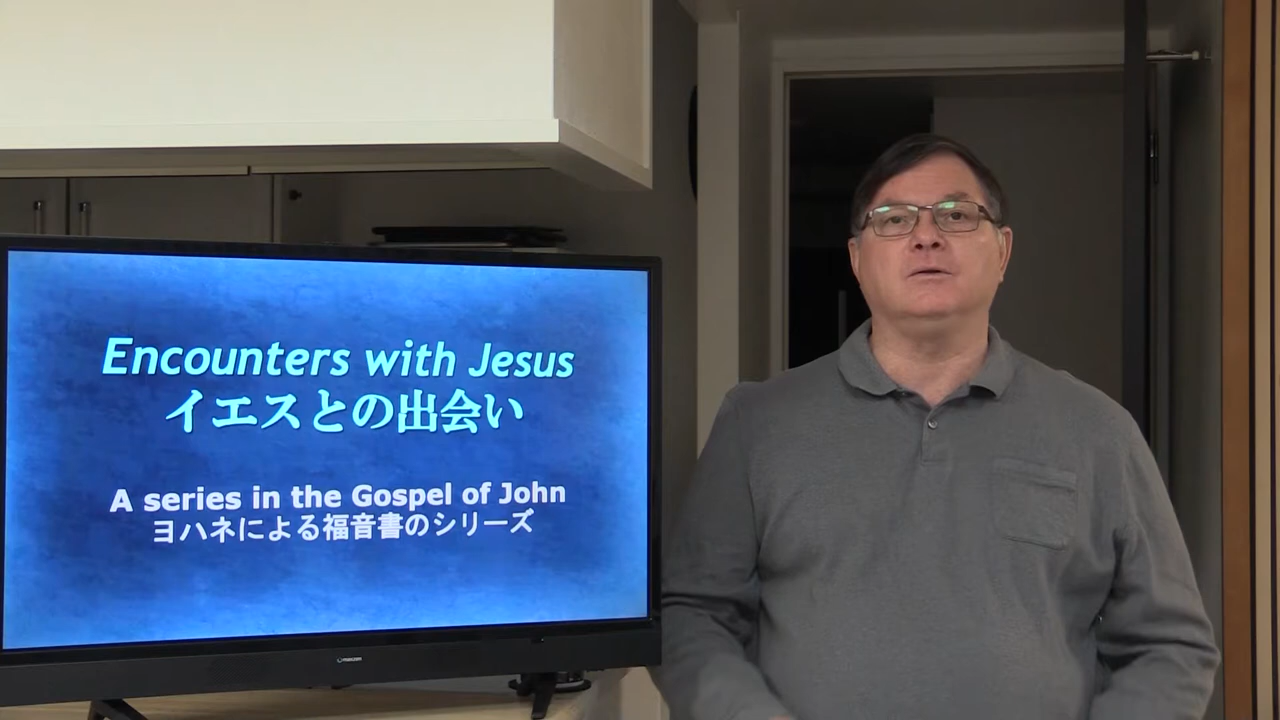 Encounters with Jesus
イエスとの出会い
A series in the Gospel of John
ヨハネによる福音書のシリーズ